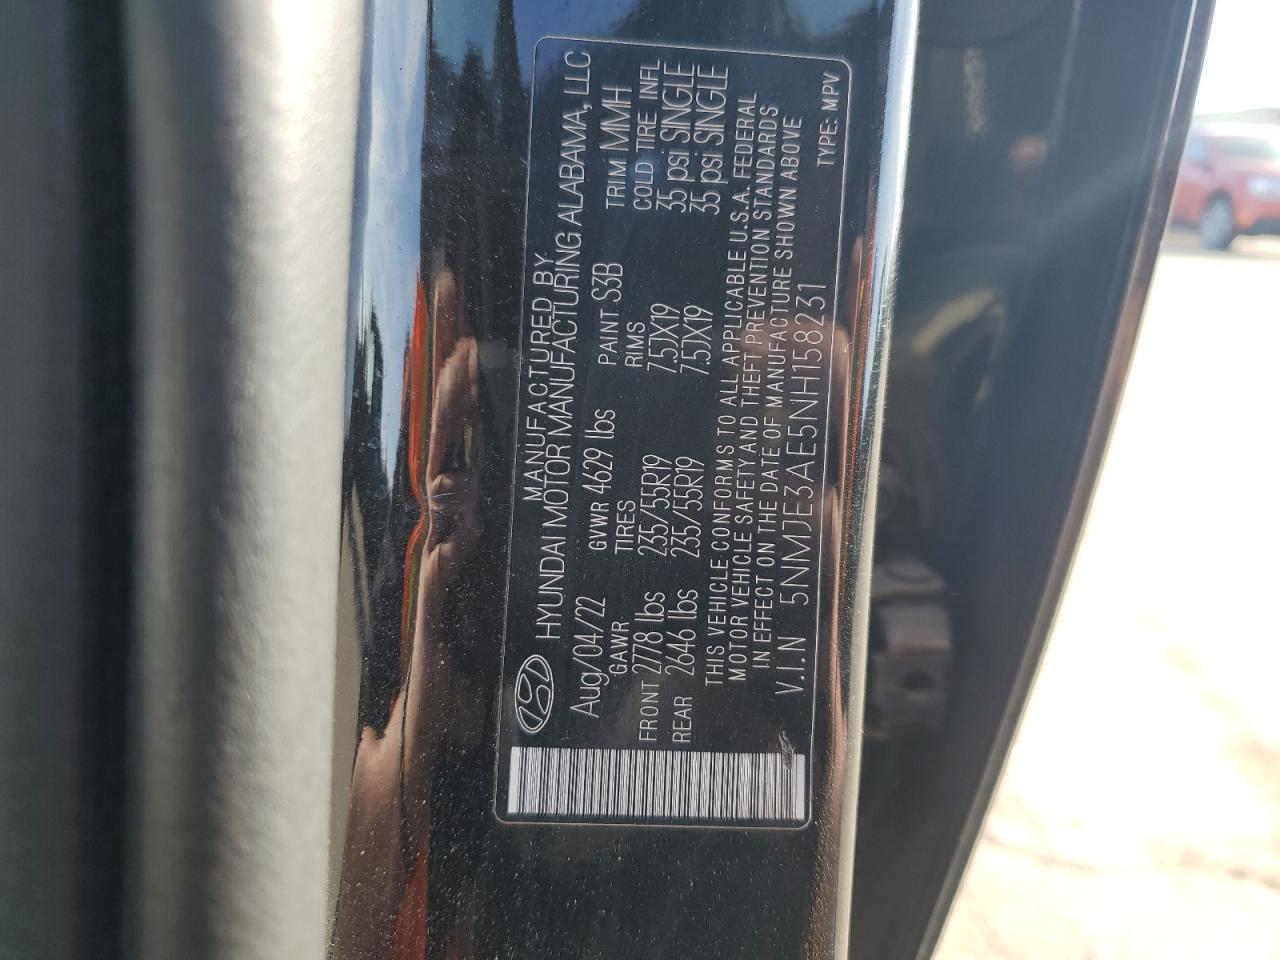 MANUFACTURED BY
HYUNDAI MOTOR MANUFACTURING ALABAMA, LLC
Aug/04/22 GVWR 4629 lbs PAINT S3B TRIM MMH
GAWR TIRES RIMS COLD TIRE INFL
FRONT 2778 lbs 235/55R19 7.5JX19 35 psi SINGLE
REAR 2646 lbs 235/55R19 7.5JX19 35 psi SINGLE
THIS VEHICLE CONFORMS TO ALL APPLICABLE U.S.A. FEDERAL
MOTOR VEHICLE SAFETY AND THEFT PREVENTION STANDARDS
IN EFFECT ON THE DATE OF MANUFACTURE SHOWN ABOVE
V.I.N 5NMJE3AE5NH158231 TYPE: MPV